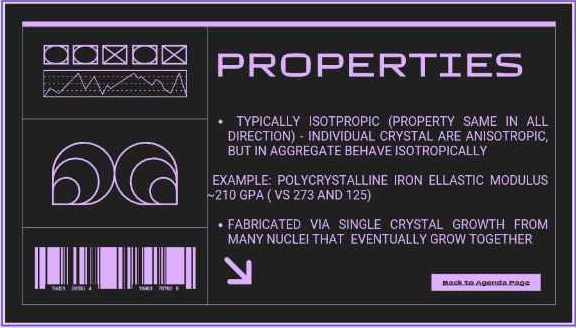 PROPERTIES
• TYPICALLY ISOTPROPIC (PROPERTY SAME IN ALL
DIRECTION) - INDIVIDUAL CRYSTAL ARE ANISOTROPIC,
BUT IN AGGREGATE BEHAVE ISOTROPICALLY
EXAMPLE: POLYCRYSTALLINE IRON ELLASTIC MODULUS
~210 GPA ( VS 273 AND 125)
• FABRICATED VIA SINGLE CRYSTAL GROWTH FROM
MANY NUCLEI THAT EVENTUALLY GROW TOGETHER
Back to Agenda Page